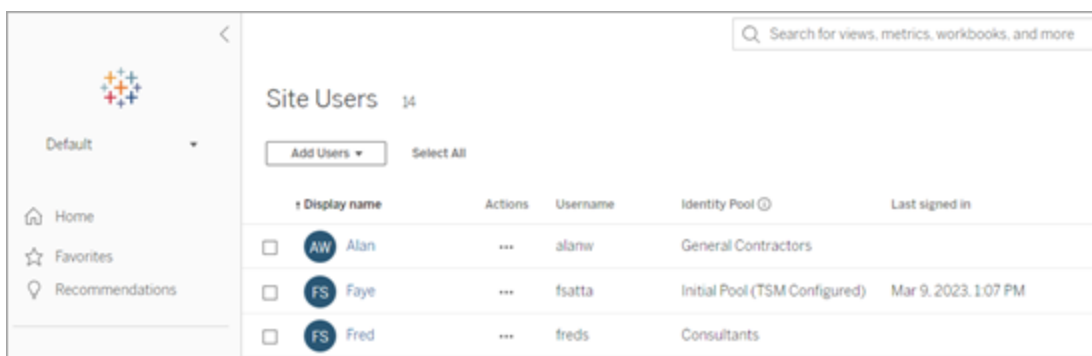 Search for views, metrics, workbooks, and more
Site Users 14
Default
Add Users Select All
Display name Actions Username Identity Pool Last signed in
Home
AW Alan ... alanw General Contractors
Favorites
FS Faye ... fsatta Initial Pool (TSM Configured) Mar 9, 2023, 1:07 PM
Recommendations
FS Fred ... freds Consultants